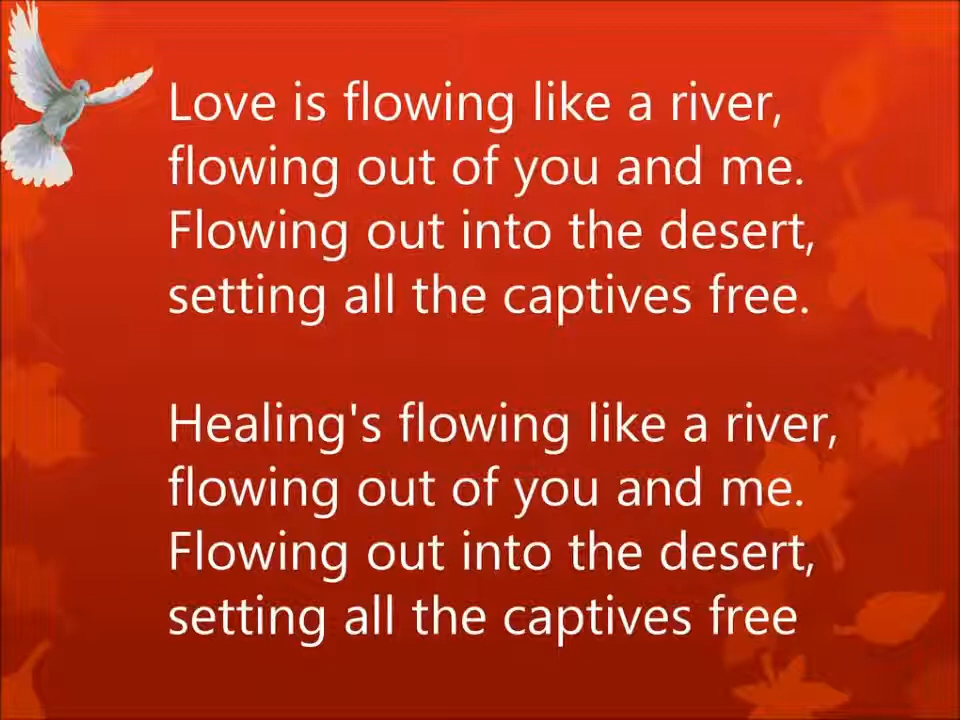 Love is flowing like a river,
flowing out of you and me.
Flowing out into the desert,
setting all the captives free.
Healing's flowing like a river,
flowing out of you and me.
Flowing out into the desert,
setting all the captives free